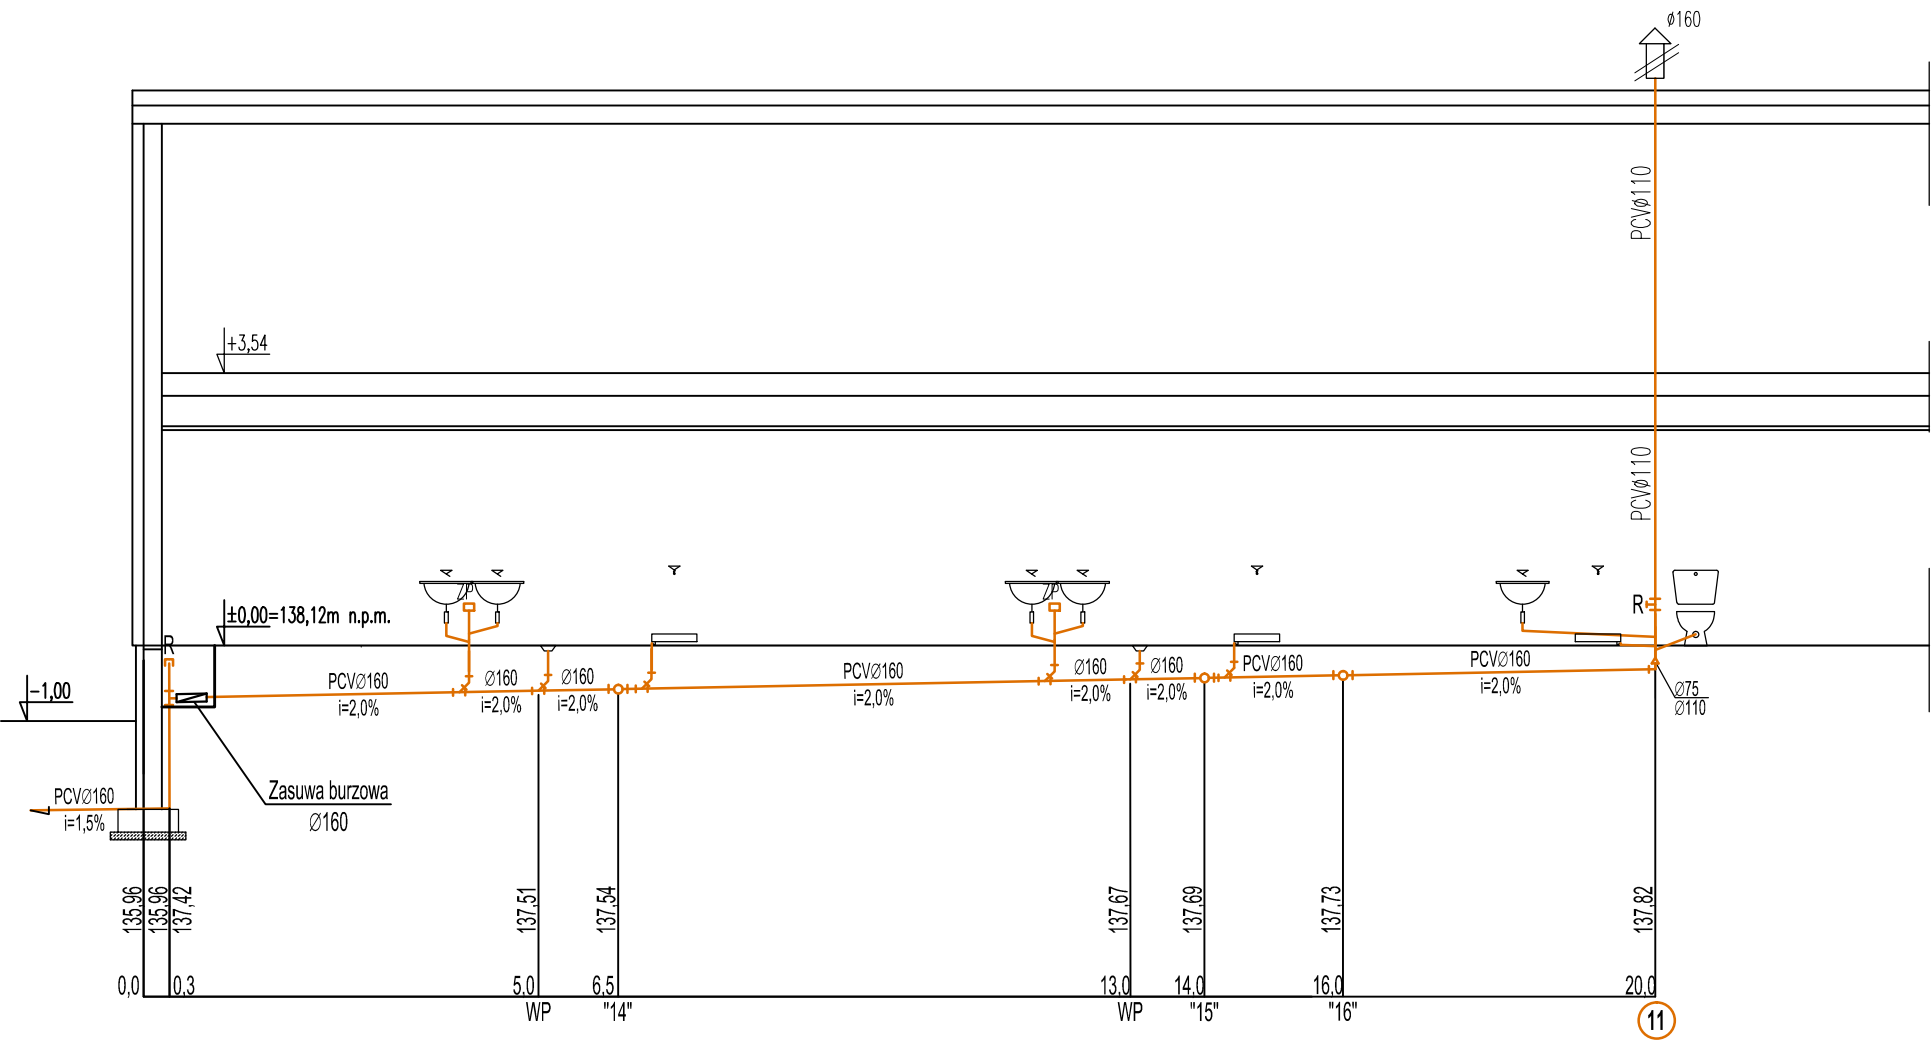 ø160
PCVø110
+3,54
PCVø110
±0,00=138,12m n.p.m.
ZP
ZP
R
R
-1,00
PCVØ160
i=2,0%
Ø160
i=2,0%
Ø160
i=2,0%
PCVØ160
i=2,0%
Ø160
i=2,0%
Ø160
i=2,0%
PCVØ160
i=2,0%
PCVØ160
i=2,0%
Ø75
Ø110
PCVØ160
i=1,5%
Zasuwa burzowa
Ø160
135,96
135,96
137,42
137,51
137,54
137,67
137,69
137,73
137,82
0,0
0,3
5,0
6,5
13,0
14,0
16,0
20,0
WP
"14"
WP
"15"
"16"
11